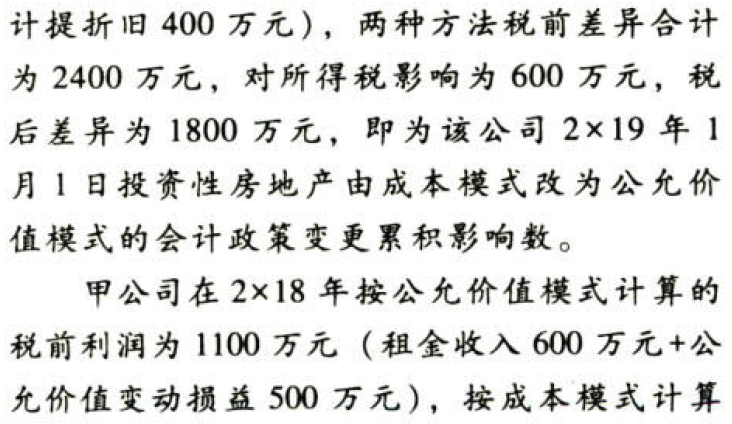 计提折旧 400 万元），两种方法税前差异合计
为 2400 万元，对所得税影响为 600 万元，税
后差异为 1800 万元，即为该公司 2×19 年 1
月 1 日投资性房地产由成本模式改为公允价
值模式的会计政策变更累积影响数。
甲公司在 2×18 年按公允价值模式计算的
税前利润为 1100 万元（租金收入 600 万元+公
允价值变动损益 500 万元），按成本模式计算